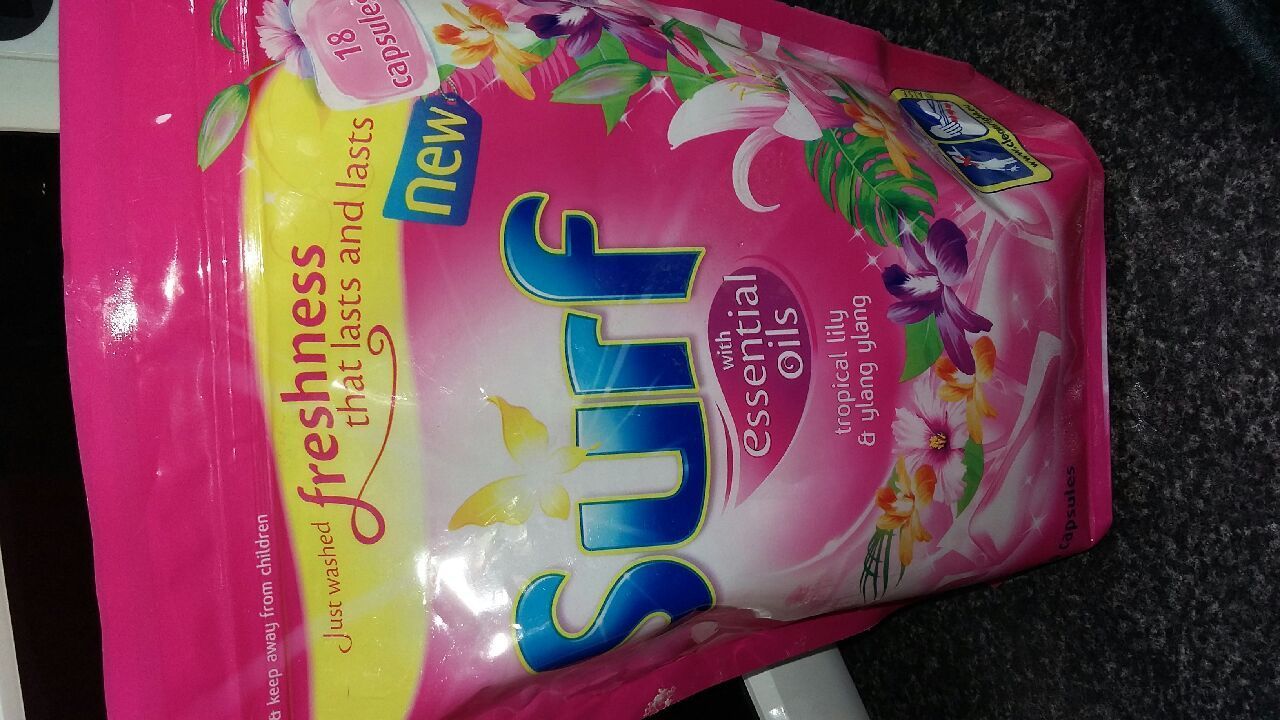 & keep away from children
18
capsules
Just washed
freshness
that lasts and lasts
new
surf
with
essential
oils
tropical lily
& ylang ylang
capsules